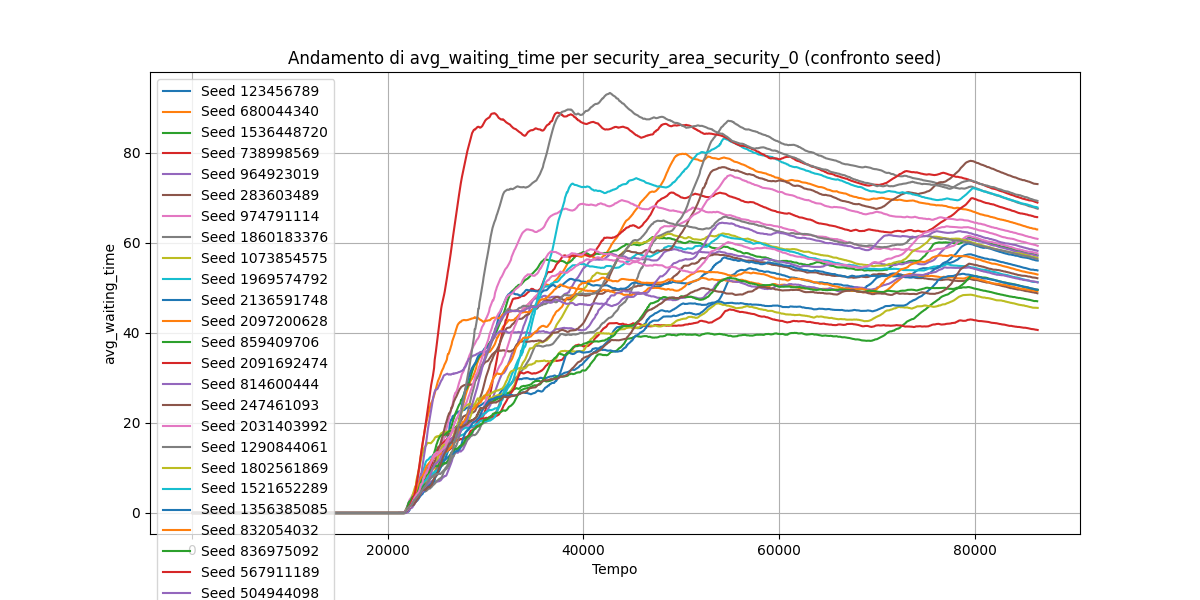 Andamento di avg_waiting_time per security_area_security_0 (confronto seed)
avg_waiting_time
80
60
40
20
0
Seed 123456789
Seed 680044340
Seed 1536448720
Seed 738998569
Seed 964923019
Seed 283603489
Seed 974791114
Seed 1860183376
Seed 1073854575
Seed 1969574792
Seed 2136591748
Seed 2097200628
Seed 859409706
Seed 2091692474
Seed 814600444
Seed 247461093
Seed 2031403992
Seed 1290844061
Seed 1802561869
Seed 1521652289
Seed 1356385085
Seed 832054032
Seed 836975092
Seed 567911189
Seed 504944098
0
20000
40000
60000
80000
Tempo